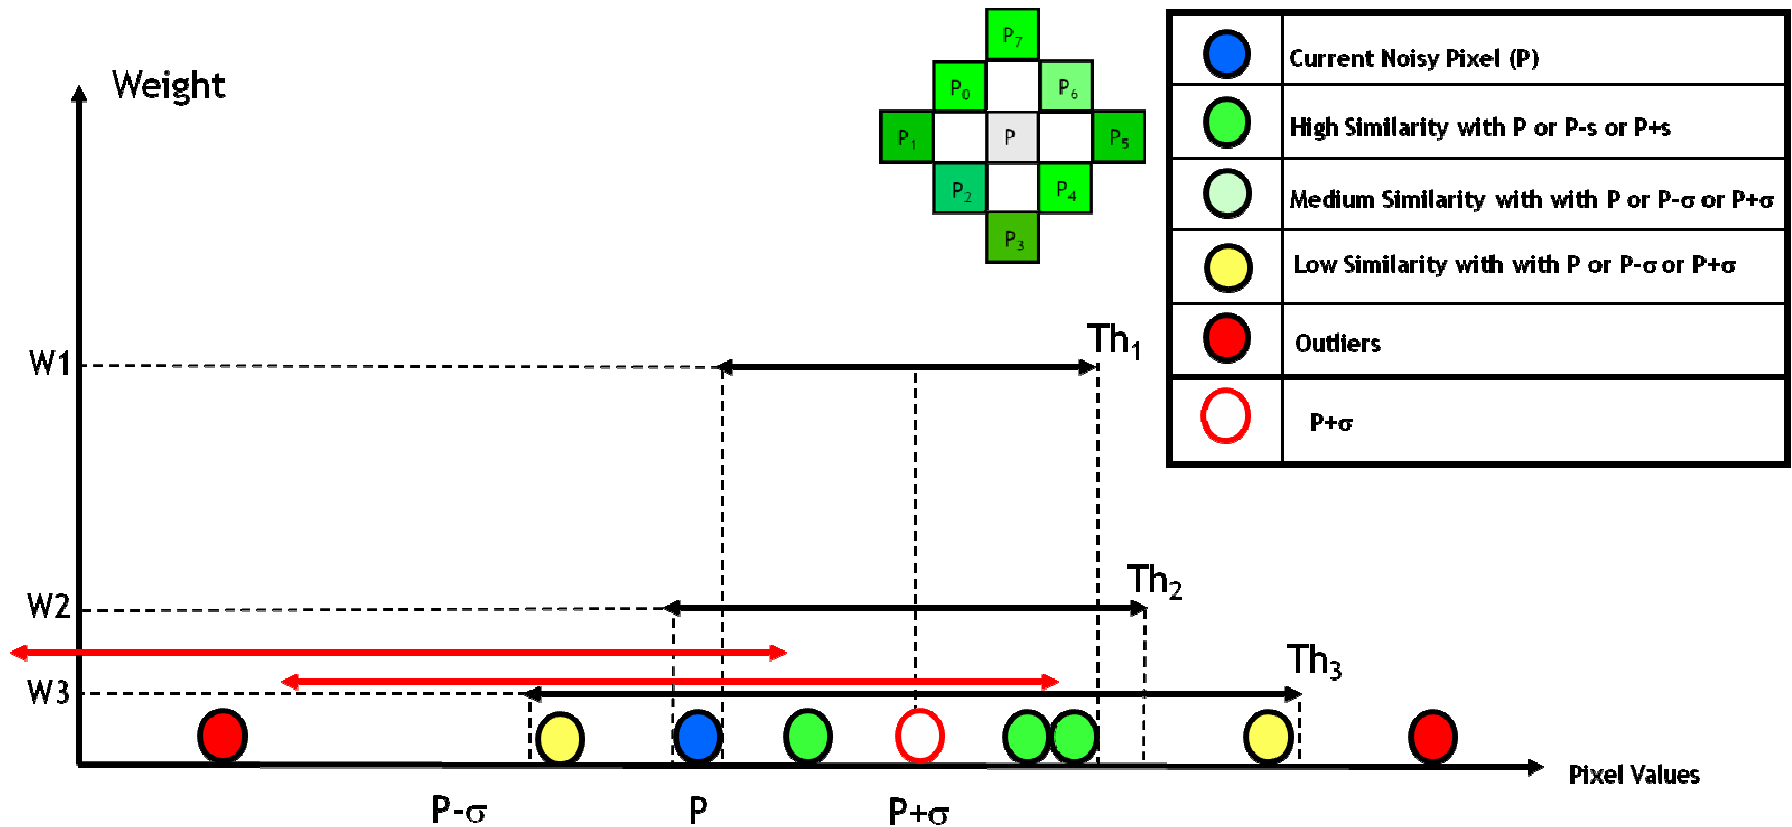 Weight
P7
P0
P6
P1
P
P5
P2
P4
P3
Current Noisy Pixel (P)
High Similarity with P or P-s or P+s
Medium Similarity with with P or P-σ or P+σ
Low Similarity with with P or P-σ or P+σ
Outliers
P+σ
W1
Th1
W2
Th2
W3
Th3
Pixel Values
P-σ
P
P+σ